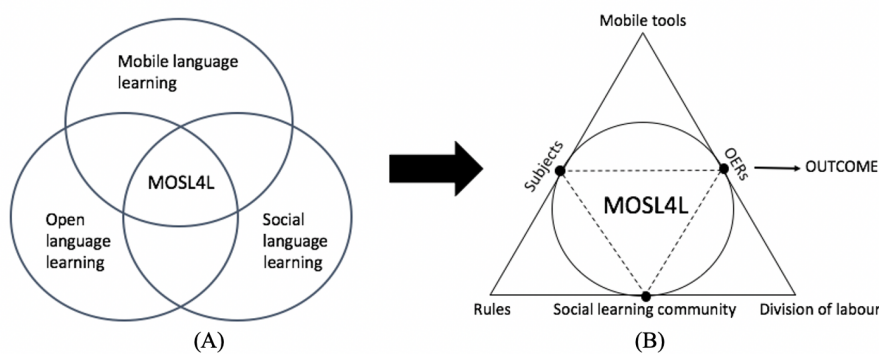 Mobile language
learning
MOSL4L
Open
language
learning
Social
language
learning
(A)
Mobile tools
Subjects
OERs
OUTCOME
MOSL4L
Rules
Social learning community
Division of labour
(B)